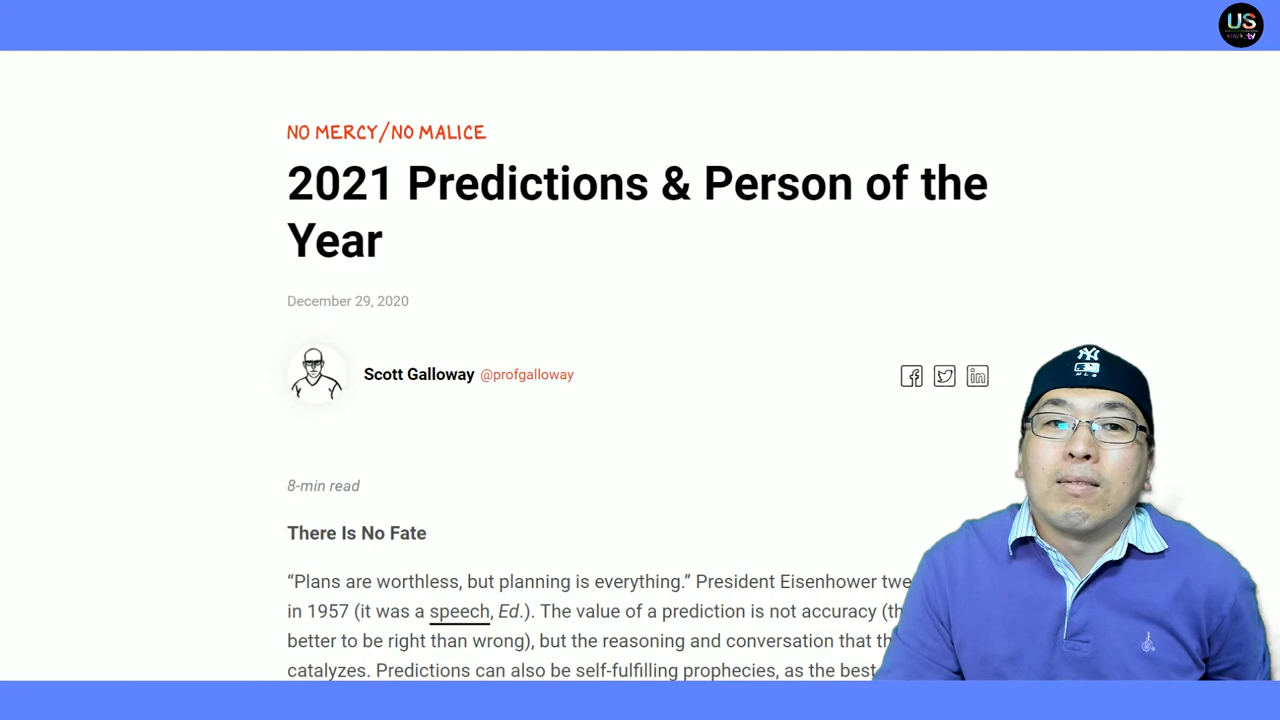 US
NO MERCY/NO MALICE
2021 Predictions & Person of the
Year
December 29, 2020
Scott Galloway @profgalloway
8-min read
There Is No Fate
“Plans are worthless, but planning is everything.” President Eisenhower
in 1957 (it was a speech, Ed.). The value of a prediction is not accuracy
better to be right than wrong), but the reasoning and conversation that
catalyzes. Predictions can also be self-fulfilling prophecies, as the best